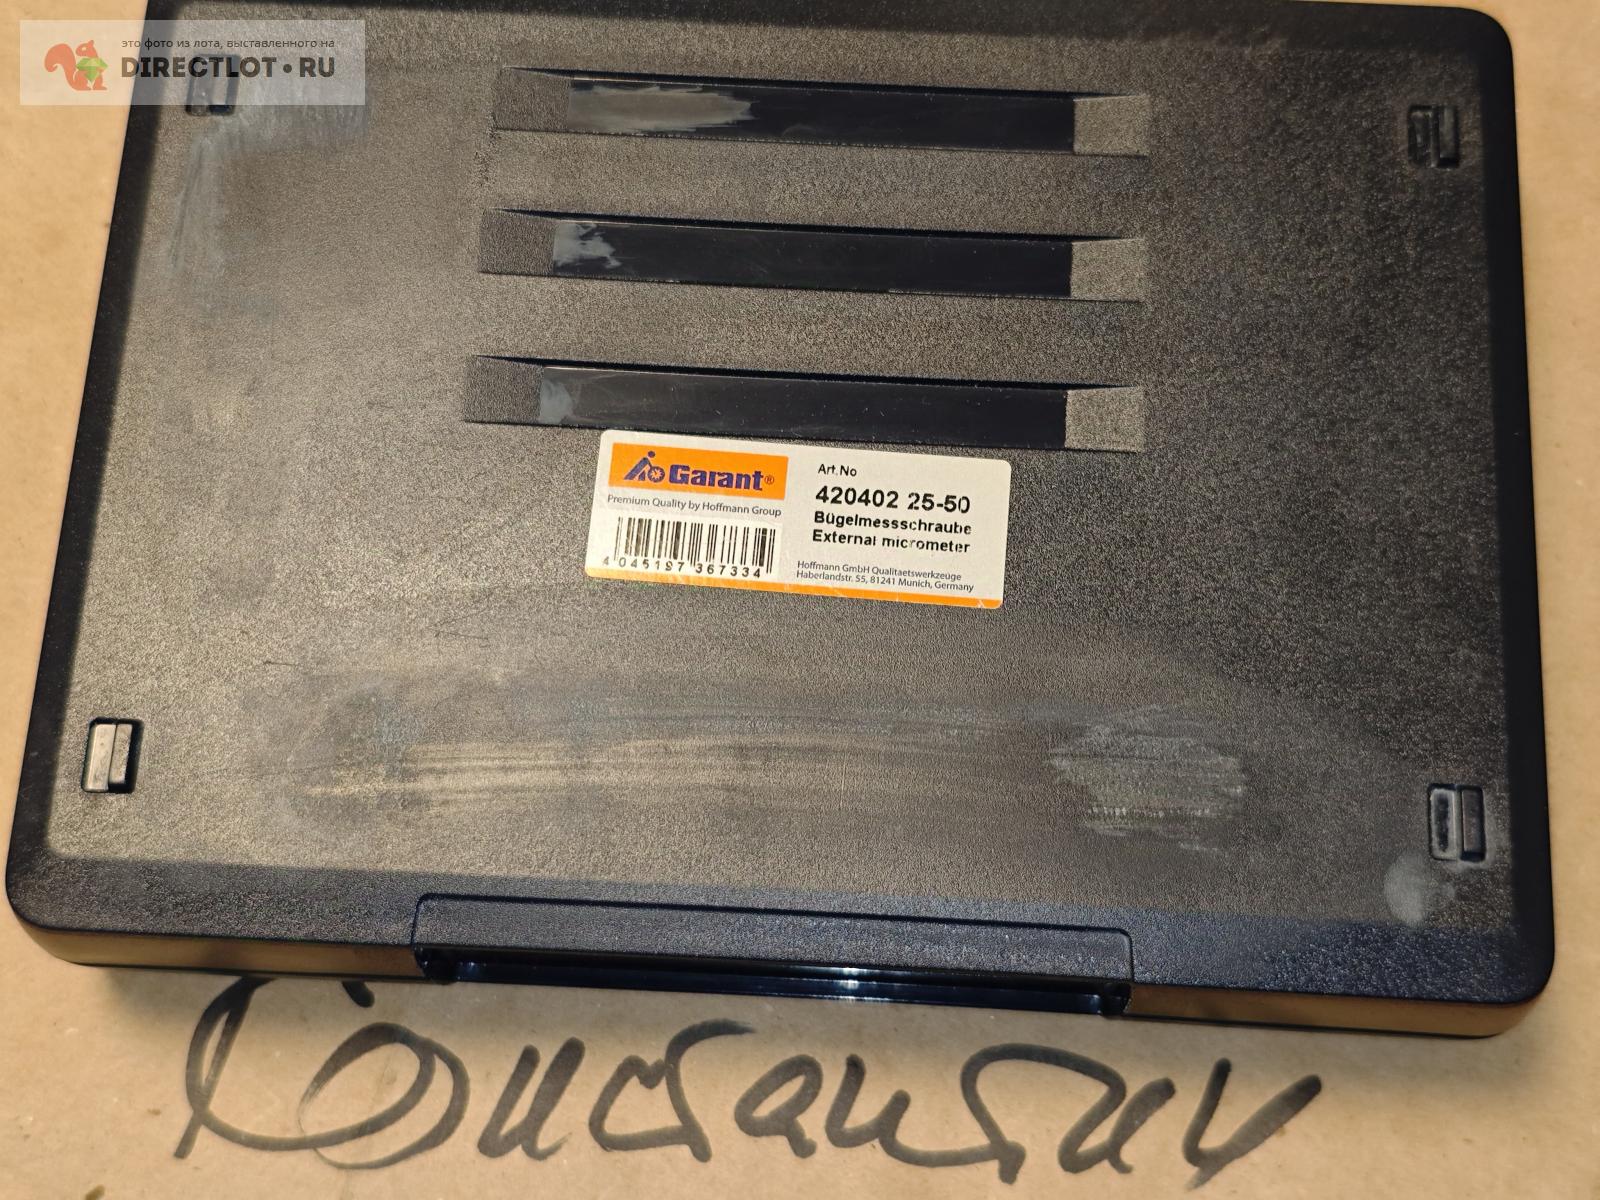 это фото из лота, выставленного на
DIRECTLOT.RU
Garant®
Premium Quality by Hoffmann Group
4 045197 367334
Art.No
420402 25-50
Bügelmessschraube
External micrometer
Hoffmann GmbH Qualitaetswerkzeuge
Haberlandstr. 55, 81241 Munich, Germany
Константин